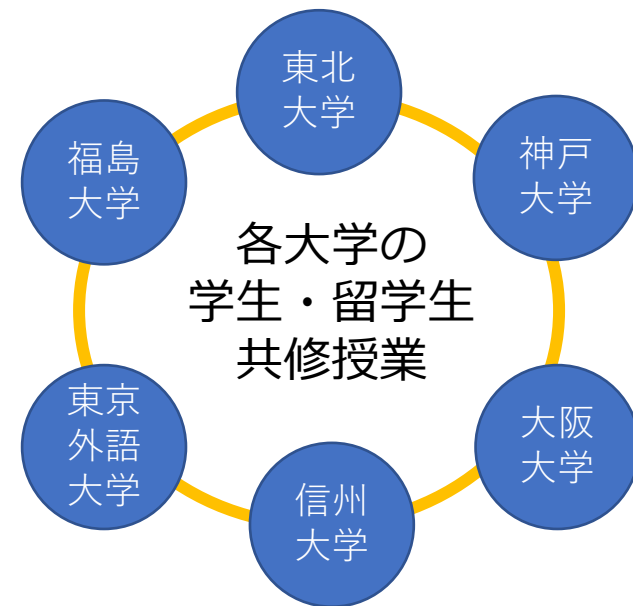 東北
大学
神戸
大学
大阪
大学
信州
大学
東京
外語
大学
福島
大学
各大学の
学生・留学生
共修授業